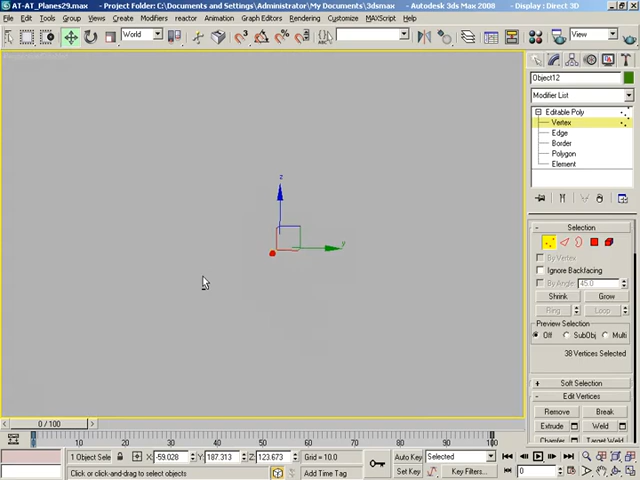 AT-AT_Planes29.max - Project Folder: C:\Documents and Settings\Administrator\My Documents\3dsmax - Autodesk 3ds Max 2008 - Display : Direct 3D
File Edit Tools Group Views Create Modifiers reactor Animation Graph Editors Rendering Customize MAXScript Help
World
View
Object12
Modifier List
Editable Poly
Vertex
Edge
Border
Polygon
Element
z
y
Selection
By Vertex
Ignore Backfacing
By Angle: 45.0
Shrink Grow
Ring Loop
Preview Selection
Off SubObj Multi
38 Vertices Selected
Soft Selection
Edit Vertices
Remove Break
Extrude Weld
Chamfer Target Weld
0 / 100
0 10 20 30 40 50 60 70 80 90 100
1 Object Sele X: -59.028 Y: 187.313 Z: 123.673 Grid = 10.0 Auto Key Selected
Click or click-and-drag to select objects Add Time Tag Set Key Key Filters... 0